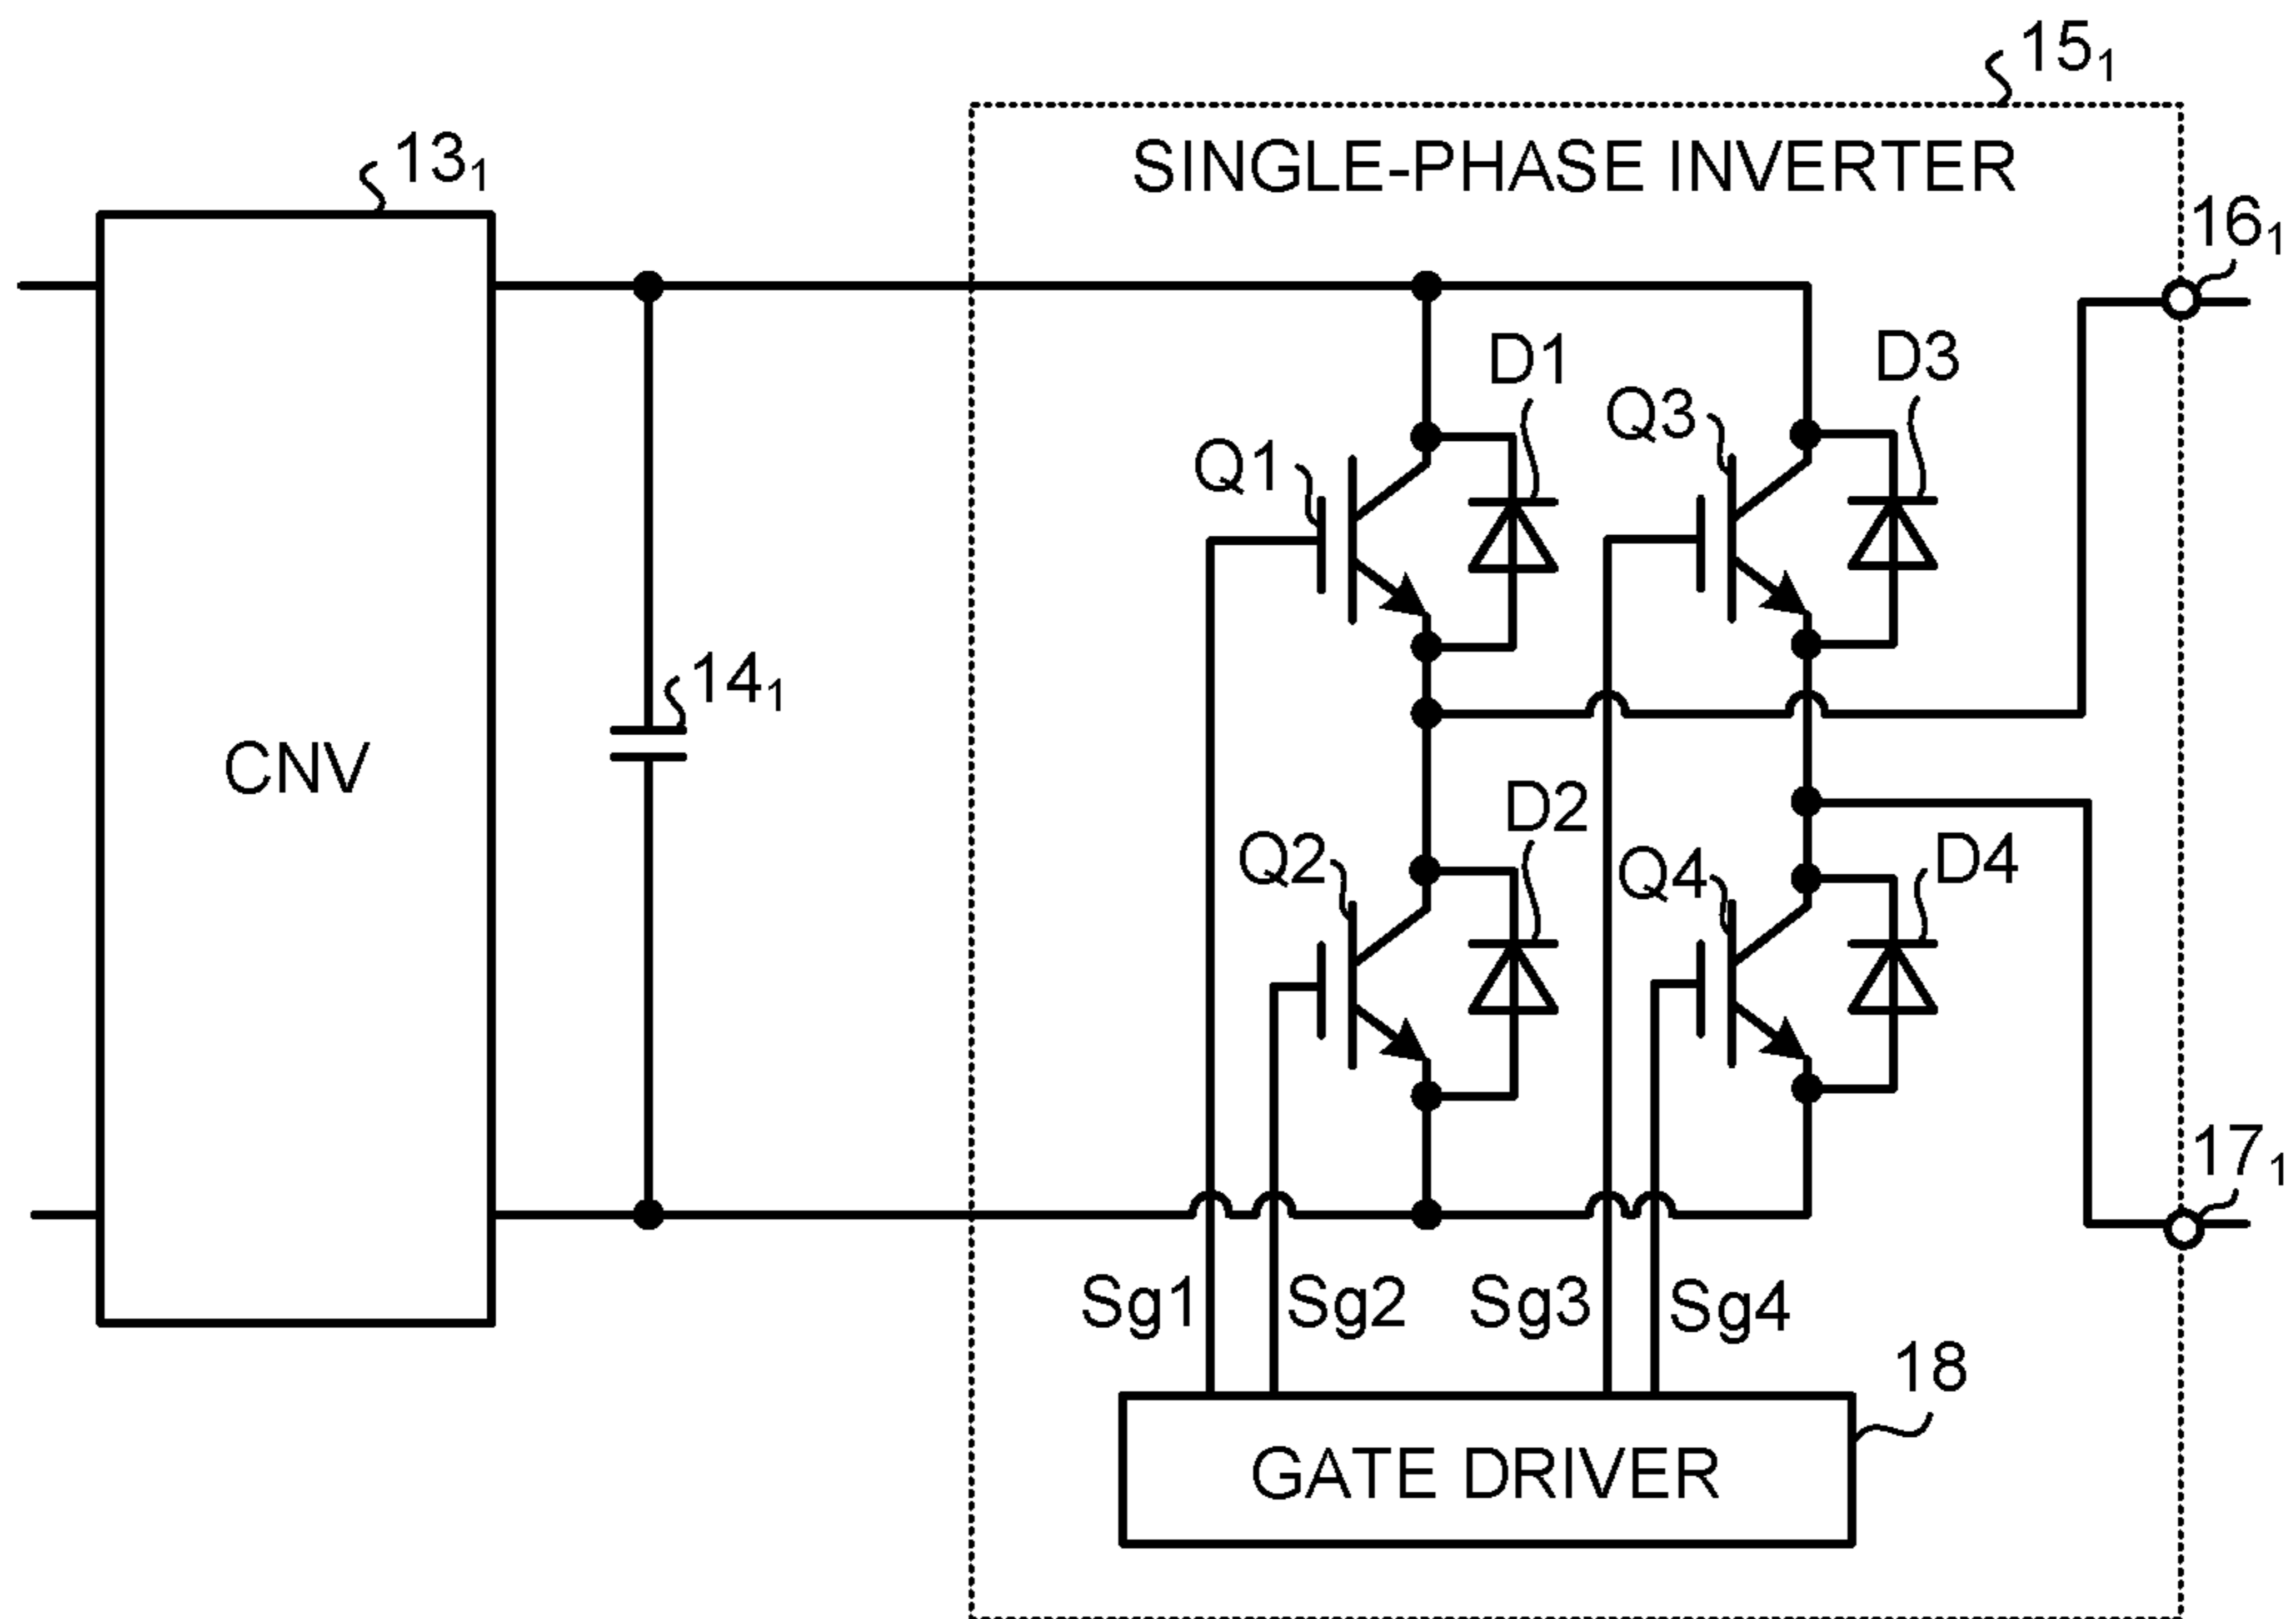 15₁
13₁
SINGLE-PHASE INVERTER
16₁
D1
D3
Q3
Q1
14₁
CNV
D2
Q2
Q4
D4
17₁
Sg1
Sg2
Sg3
Sg4
18
GATE DRIVER